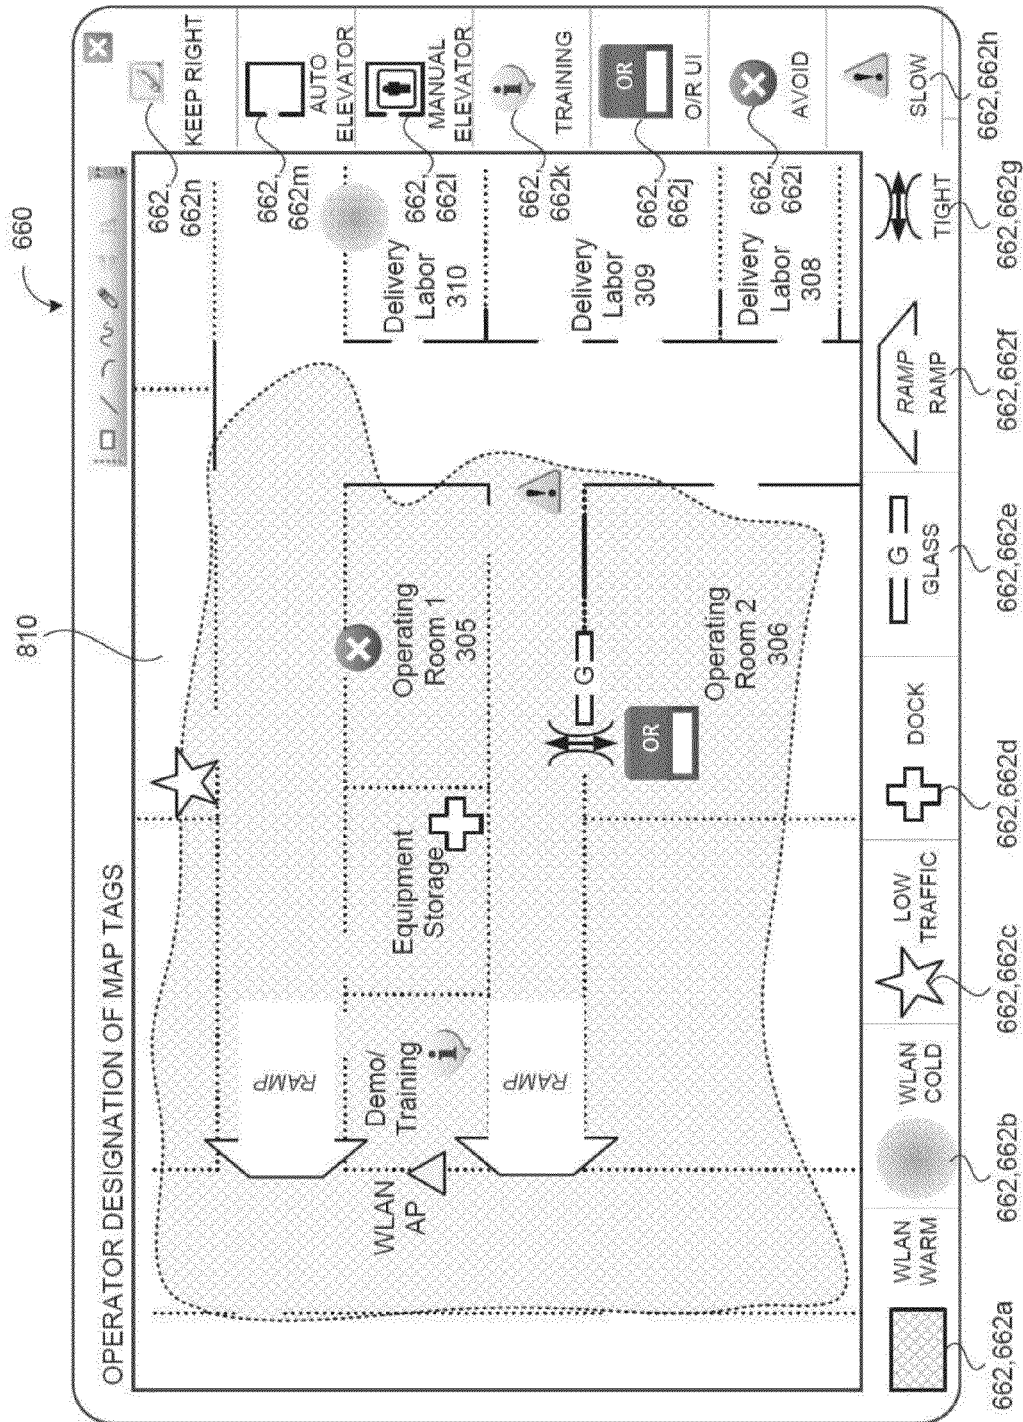 660
810
OPERATOR DESIGNATION OF MAP TAGS
KEEP RIGHT
662,
662n
AUTO
ELEVATOR
662,
662m
MANUAL
ELEVATOR
662,
662l
TRAINING
662,
662k
OR
O/R UI
662,
662j
AVOID
662,
662i
SLOW
662,662h
RAMP
Demo/
Training
WLAN
AP
RAMP
Equipment
Storage
Operating
Room 1
305
G
OR
Operating
Room 2
306
Delivery
Labor
310
Delivery
Labor
309
Delivery
Labor
308
WLAN
WARM
WLAN
COLD
LOW
TRAFFIC
DOCK
G
GLASS
RAMP
RAMP
TIGHT
662,662a
662,662b
662,662c
662,662d
662,662e
662,662f
662,662g